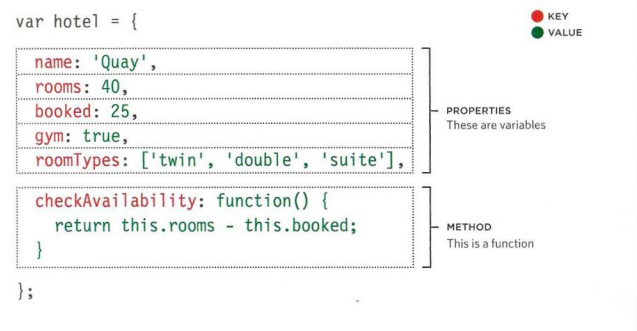 var hotel = {
KEY
VALUE
name: 'Quay',
rooms: 40,
booked: 25,
gym: true,
roomTypes: ['twin', 'double', 'suite'],
PROPERTIES
These are variables
checkAvailability: function() {
return this.rooms - this.booked;
}
METHOD
This is a function
};